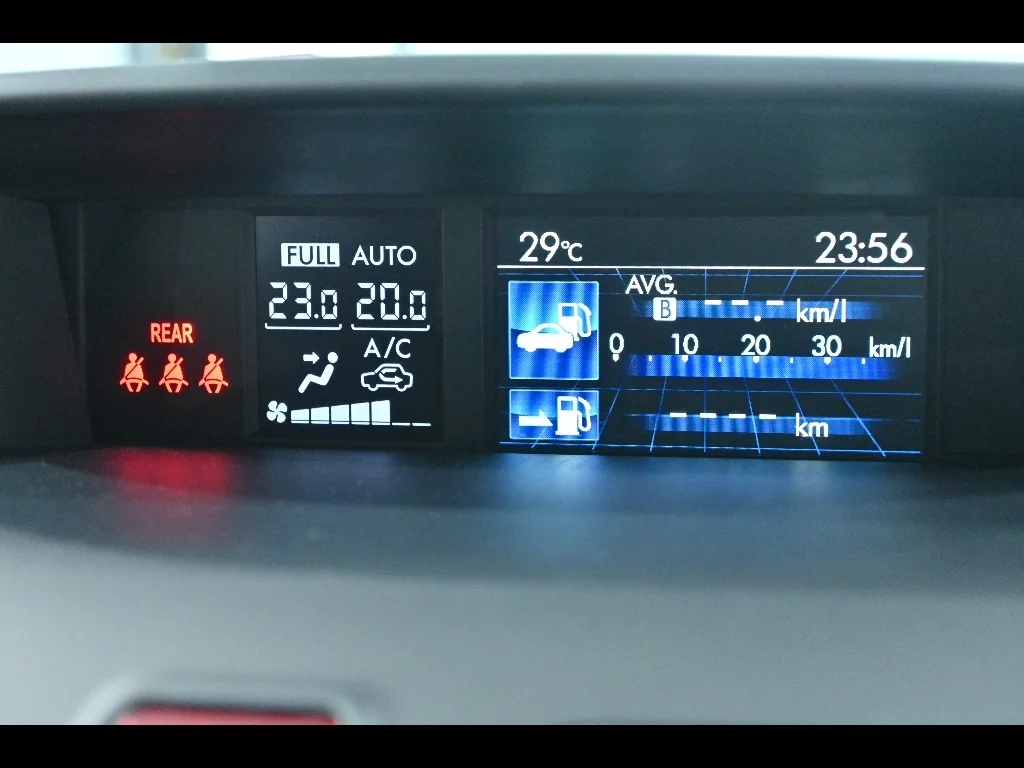 REAR
FULL AUTO
23.0 20.0
A/C
29°C 23:56
AVG.
B --.- km/l
0 10 20 30 km/l
---- km